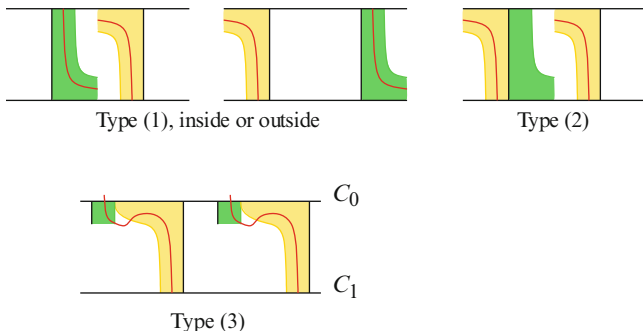 Type (1), inside or outside
Type (2)
C₀
C₁
Type (3)